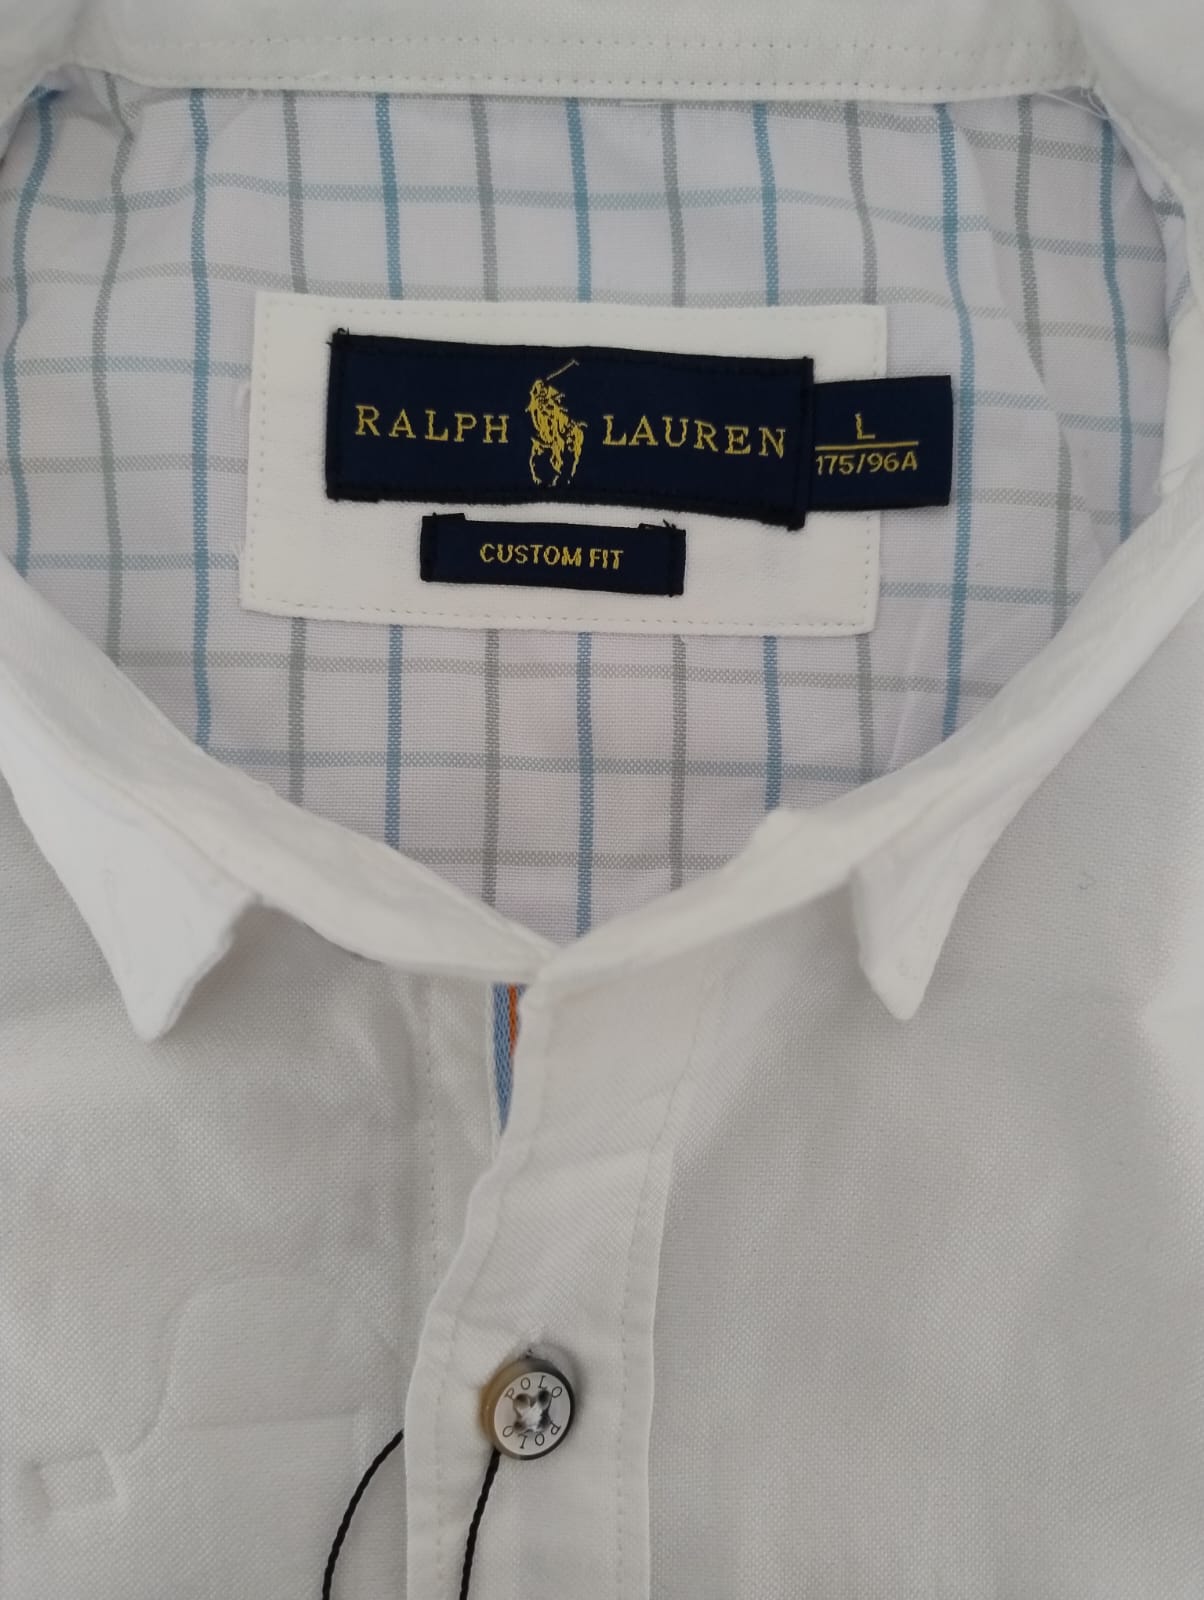 RALPH LAUREN
L
175/96A
CUSTOM FIT
POLO
POLO